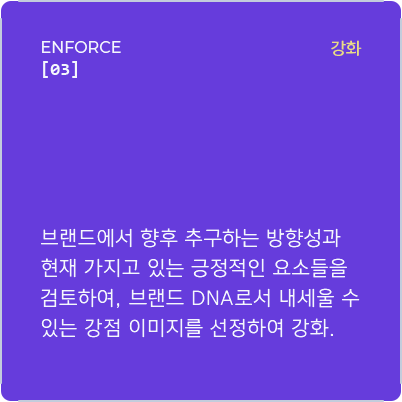 ENFORCE
강화
[03]
브랜드에서 향후 추구하는 방향성과
현재 가지고 있는 긍정적인 요소들을
검토하여, 브랜드 DNA로서 내세울 수
있는 강점 이미지를 선정하여 강화.